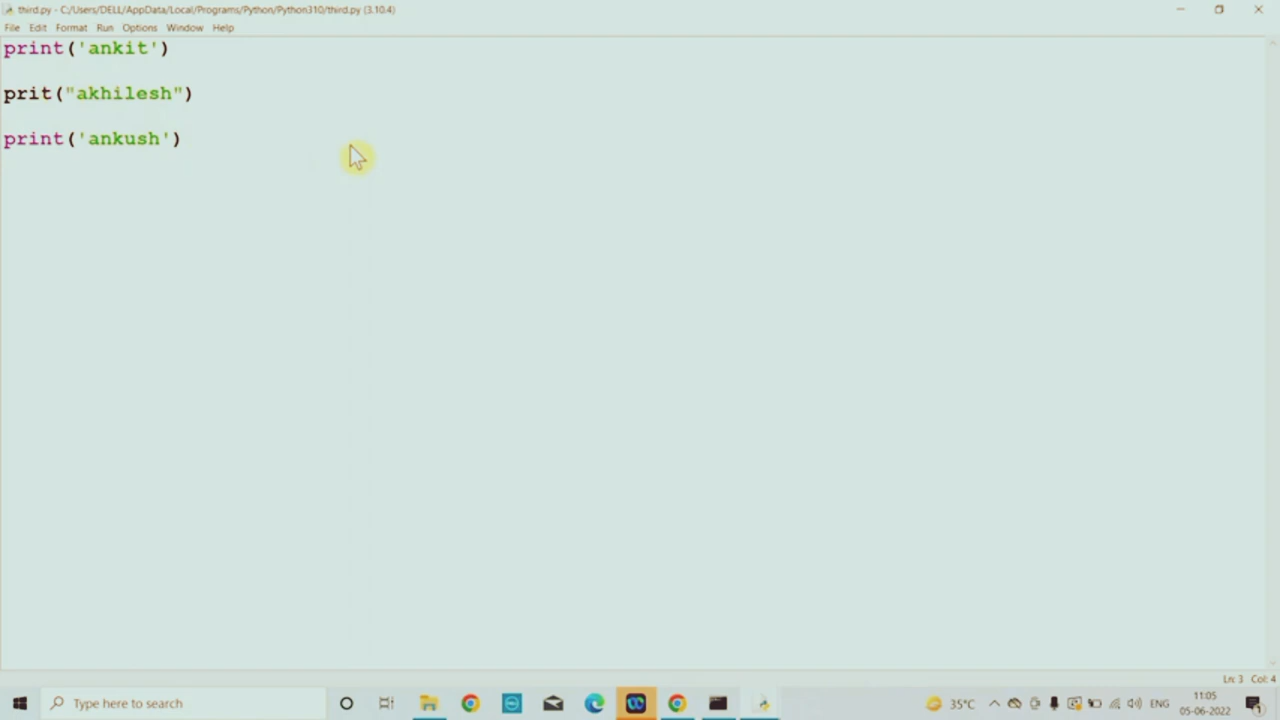 third.py - C:/Users/DELL/AppData/Local/Programs/Python/Python310/third.py (3.10.4)
File Edit Format Run Options Window Help
print('ankit')
prit("akhilesh")
print('ankush')
Ln: 3 Col: 4
Type here to search
35°C
ENG
11:05
05-06-2022
1